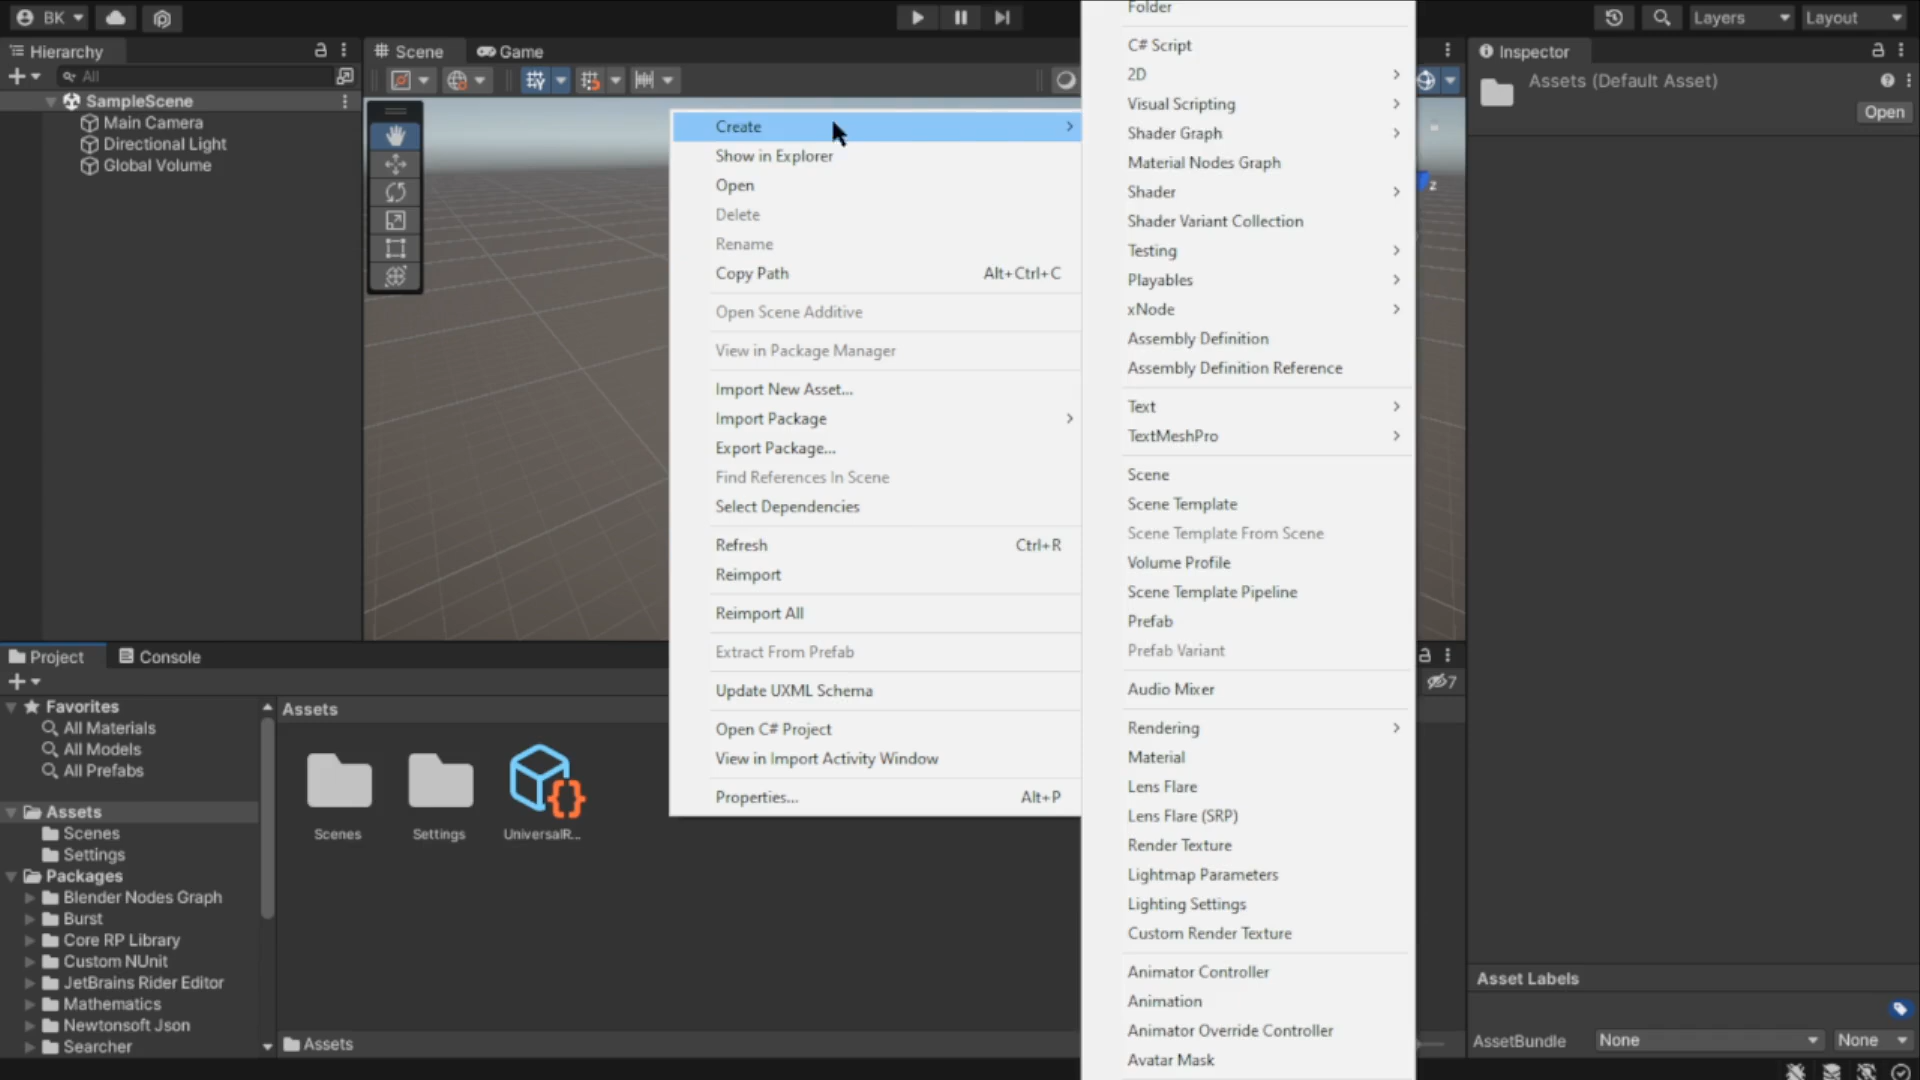 BK
Layers
Layout
Hierarchy
All
SampleScene
Main Camera
Directional Light
Global Volume
Scene
Game
z
Create
Show in Explorer
Open
Delete
Rename
Copy Path Alt+Ctrl+C
Open Scene Additive
View in Package Manager
Import New Asset...
Import Package
Export Package...
Find References In Scene
Select Dependencies
Refresh Ctrl+R
Reimport
Reimport All
Extract From Prefab
Update UXML Schema
Open C# Project
View in Import Activity Window
Properties... Alt+P
Folder
C# Script
2D
Visual Scripting
Shader Graph
Material Nodes Graph
Shader
Shader Variant Collection
Testing
Playables
xNode
Assembly Definition
Assembly Definition Reference
Text
TextMeshPro
Scene
Scene Template
Scene Template From Scene
Volume Profile
Scene Template Pipeline
Prefab
Prefab Variant
Audio Mixer
Rendering
Material
Lens Flare
Lens Flare (SRP)
Render Texture
Lightmap Parameters
Lighting Settings
Custom Render Texture
Animator Controller
Animation
Animator Override Controller
Avatar Mask
Inspector
Assets (Default Asset)
Open
Asset Labels
AssetBundle None None
Project
Console
7
Favorites
All Materials
All Models
All Prefabs
Assets
Scenes
Settings
Packages
Blender Nodes Graph
Burst
Core RP Library
Custom NUnit
JetBrains Rider Editor
Mathematics
Newtonsoft Json
Searcher
Assets
Scenes
Settings
UniversalR...
Assets